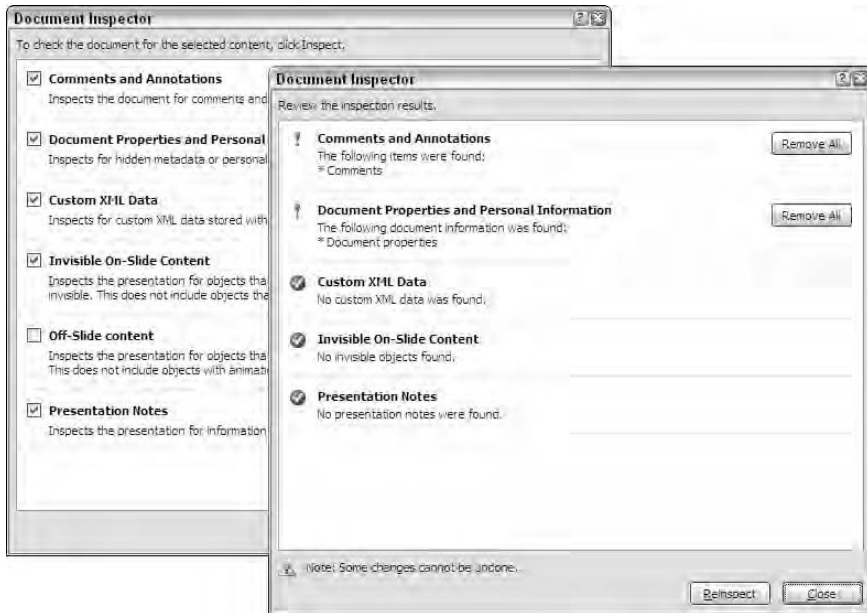 Document Inspector
To check the document for the selected content, click Inspect.
Comments and Annotations
Inspects the document for comments and
Document Properties and Personal
Inspects for hidden metadata or personal
Custom XML Data
Inspects for custom XML data stored with
Invisible On-Slide Content
Inspects the presentation for objects tha
invisible. This does not include objects tha
Off-Slide content
Inspects the presentation for objects tha
This does not include objects with animati
Presentation Notes
Inspects the presentation for information
Document Inspector
Review the inspection results.
Comments and Annotations
Remove All
The following items were found:
* Comments
Document Properties and Personal Information
Remove All
The following document information was found:
* Document properties
Custom XML Data
No custom XML data was found.
Invisible On-Slide Content
No invisible objects found.
Presentation Notes
No presentation notes were found.
Note: Some changes cannot be undone.
Reinspect
Close